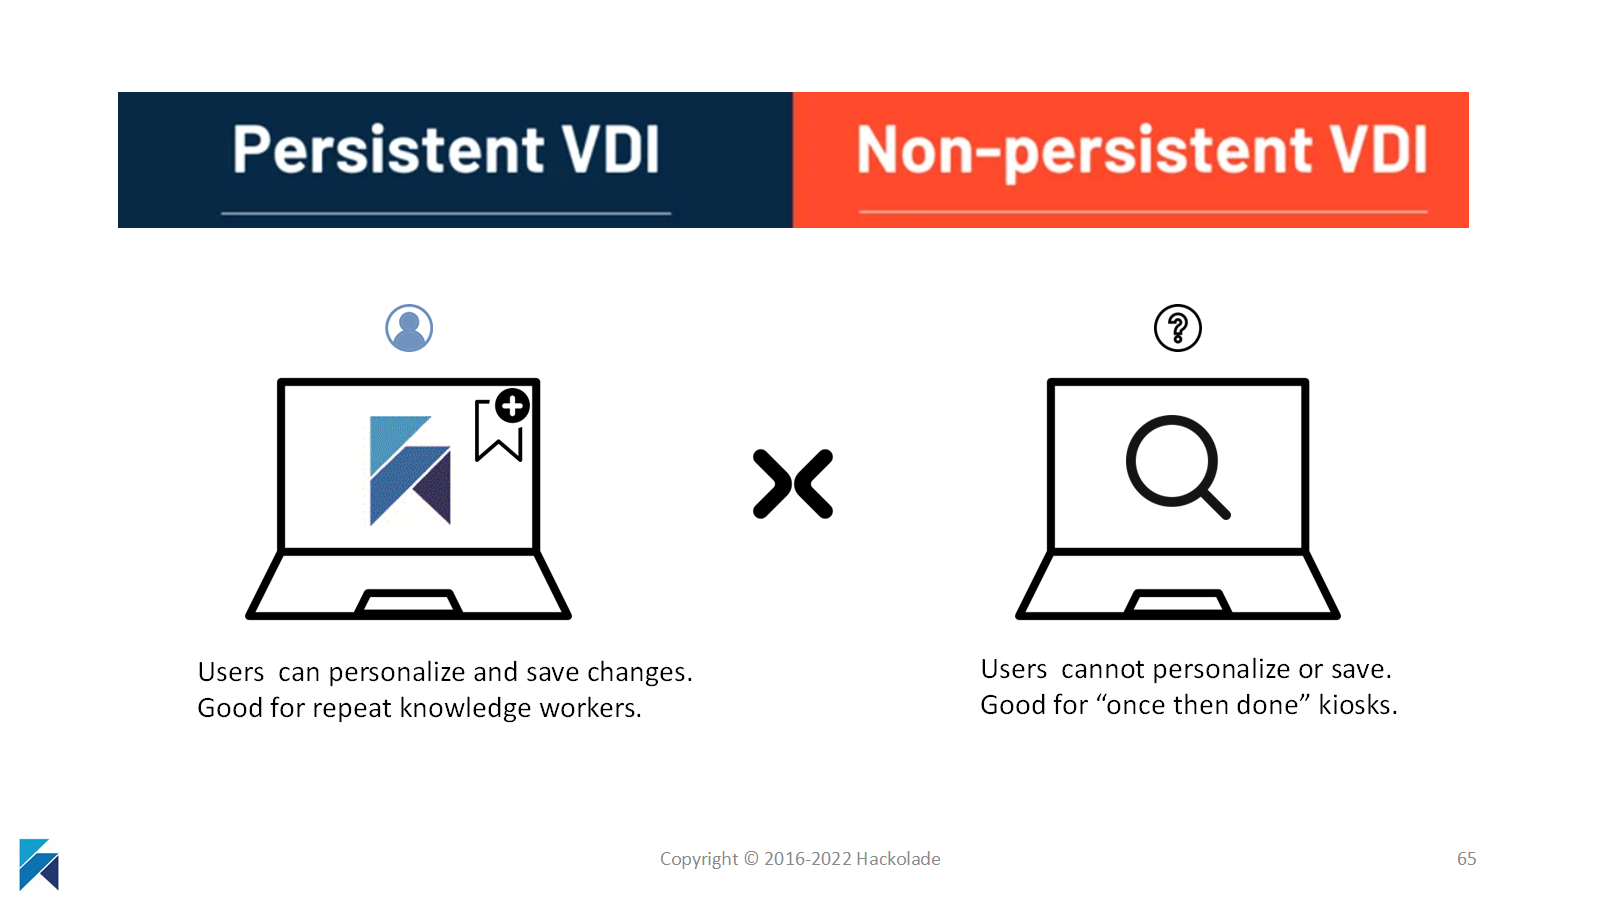 Persistent VDI
Non-persistent VDI
Users  can personalize and save changes.
Good for repeat knowledge workers.
Users  cannot personalize or save.
Good for “once then done” kiosks.
Copyright © 2016-2022 Hackolade
65